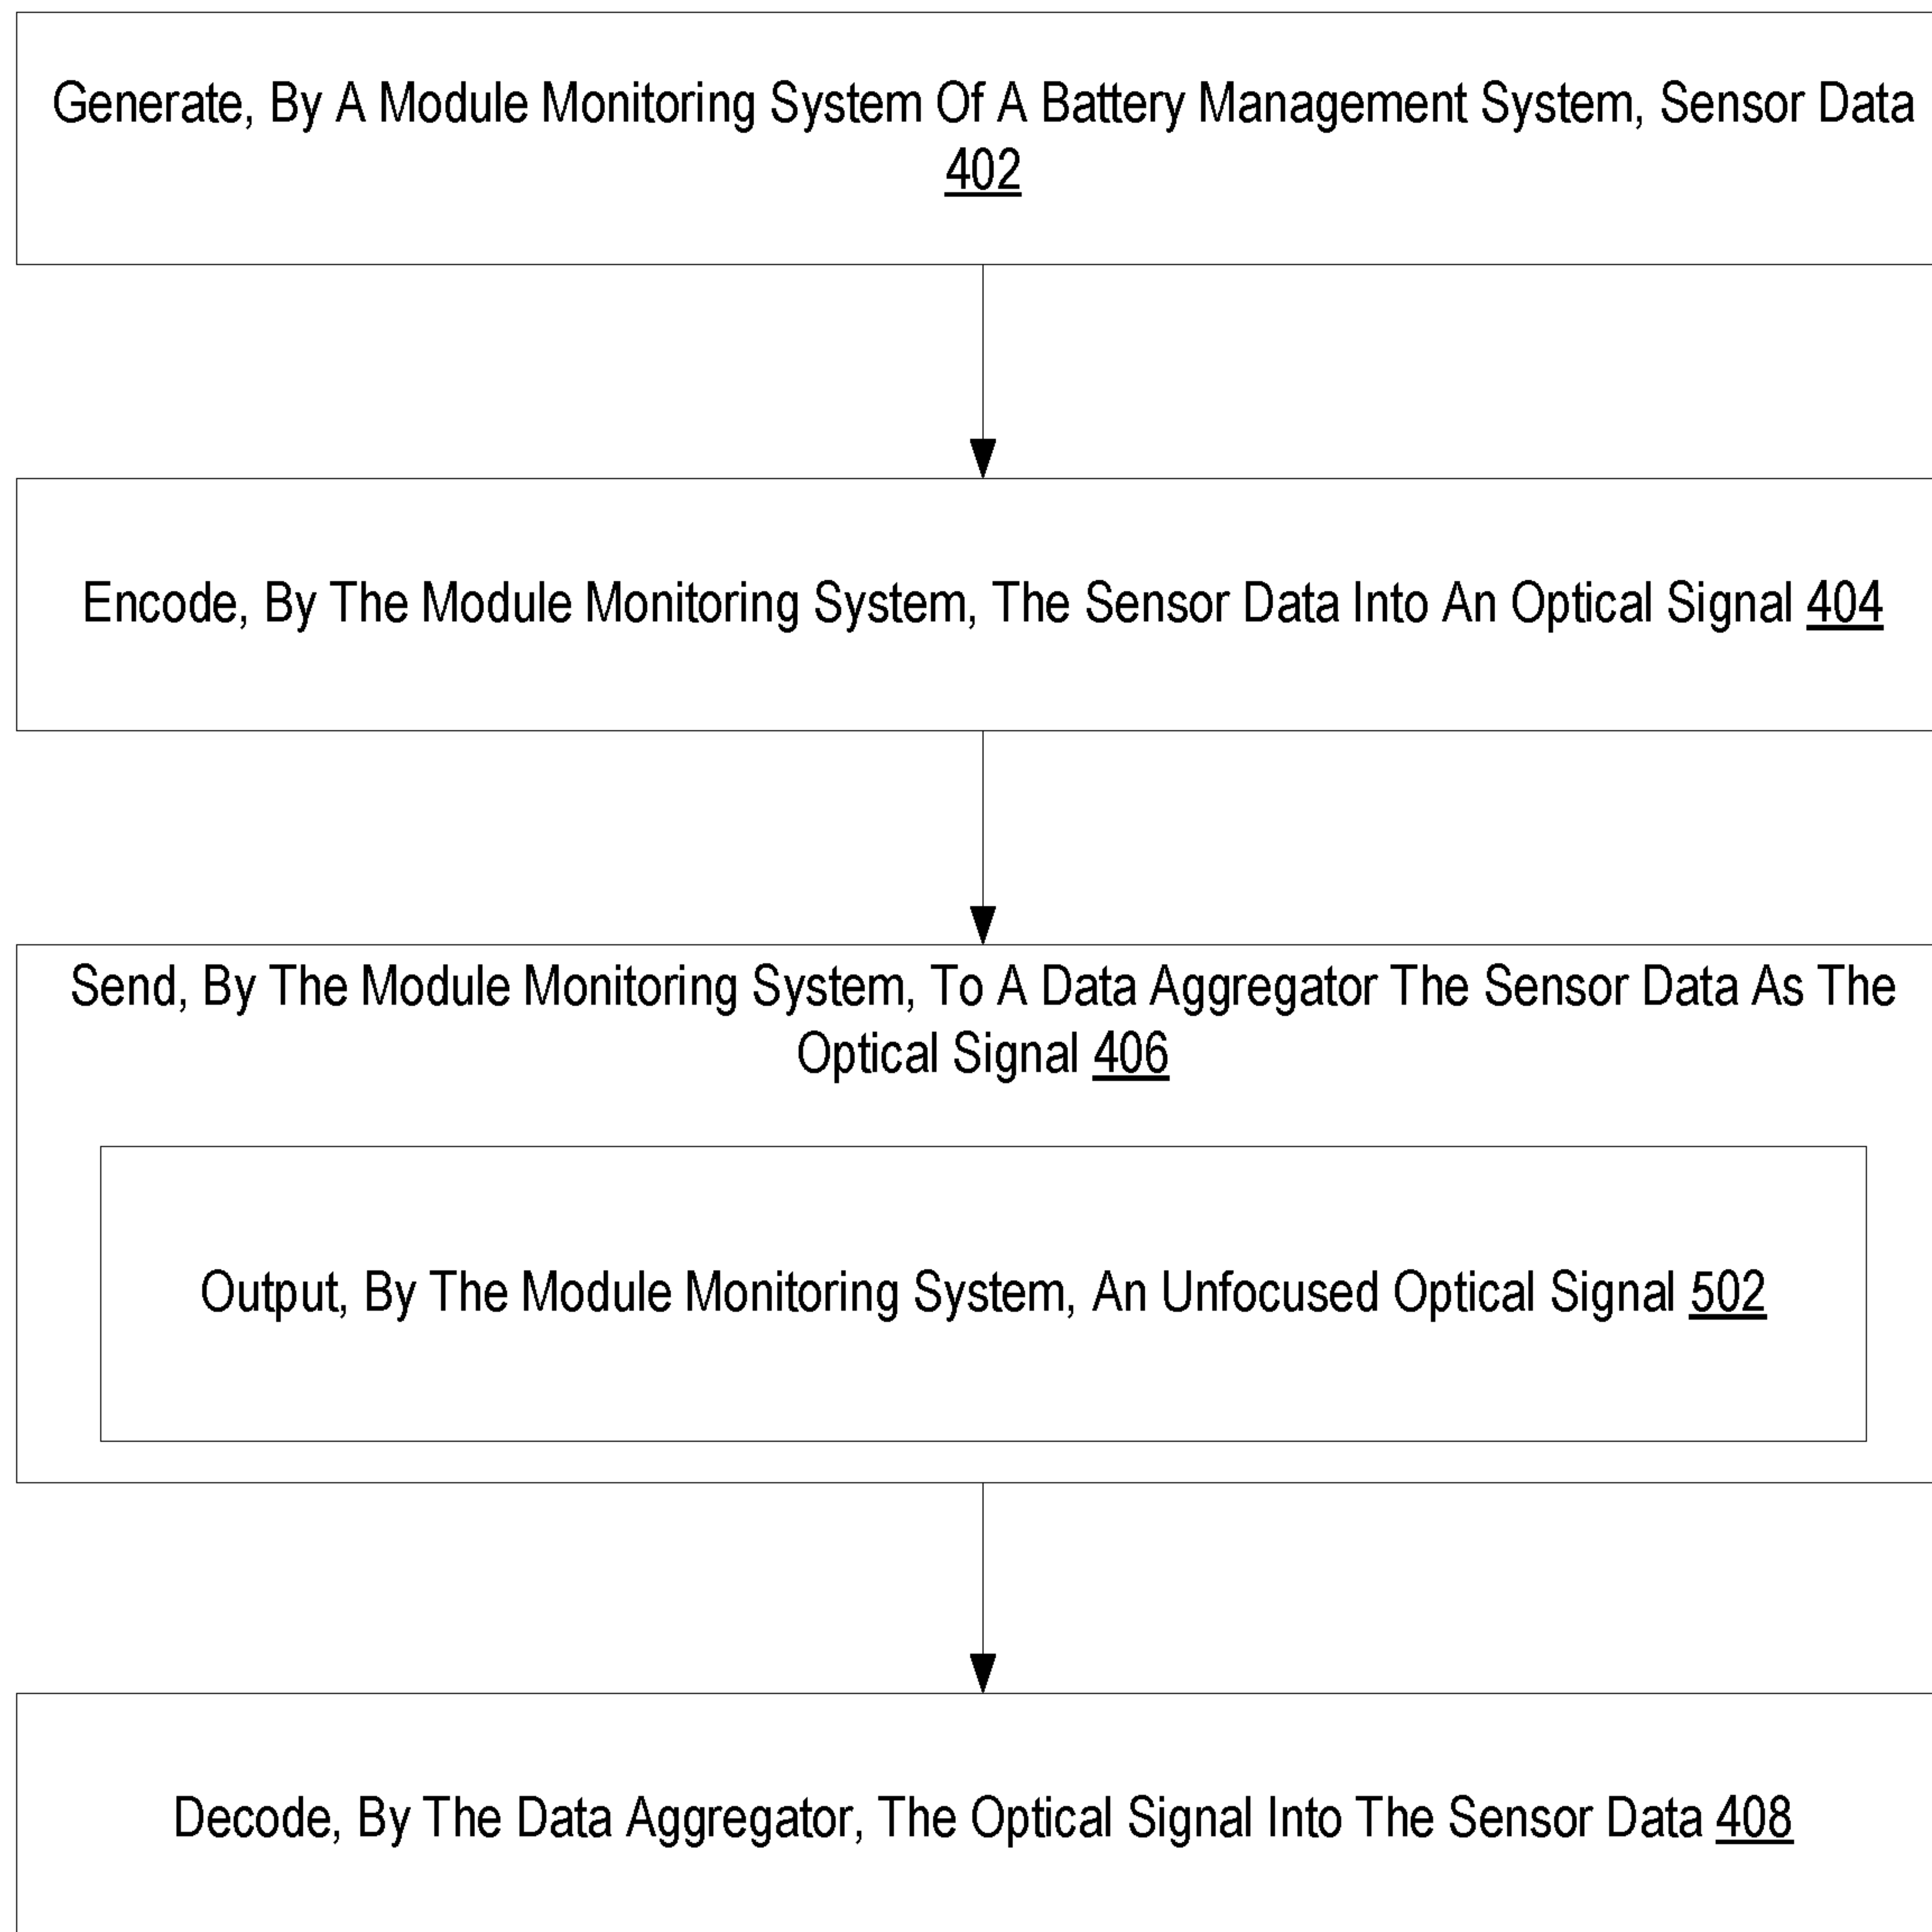 Generate, By A Module Monitoring System Of A Battery Management System, Sensor Data
402
Encode, By The Module Monitoring System, The Sensor Data Into An Optical Signal 404
Send, By The Module Monitoring System, To A Data Aggregator The Sensor Data As The
Optical Signal 406
Output, By The Module Monitoring System, An Unfocused Optical Signal 502
Decode, By The Data Aggregator, The Optical Signal Into The Sensor Data 408